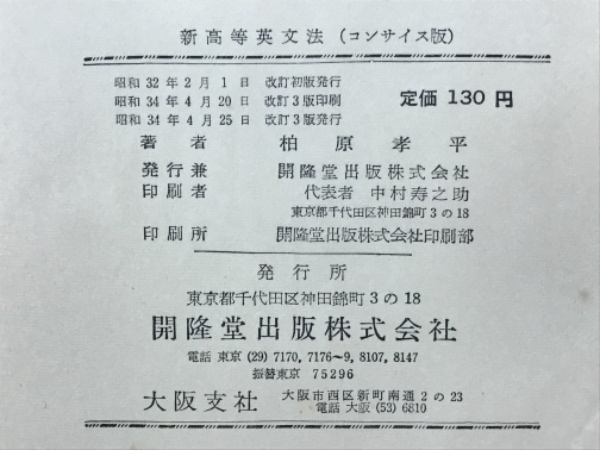 新高等英文法（コンサイス版）
昭和 32 年 2 月 1 日 改訂初版発行
昭和 34 年 4 月 20 日 改訂3版印刷
昭和 34 年 4 月 25 日 改訂3版発行
定価 130 円
著者 柏原孝平
発行兼 開隆堂出版株式会社
印刷者 代表者 中村寿之助
東京都千代田区神田錦町3の18
印刷所 開隆堂出版株式会社印刷部
発行所
東京都千代田区神田錦町3の18
開隆堂出版株式会社
電話 東京 (29) 7170, 7176〜9, 8107, 8147
振替東京 75296
大阪支社 大阪市西区新町南通2の23
電話 大阪 (53) 6810